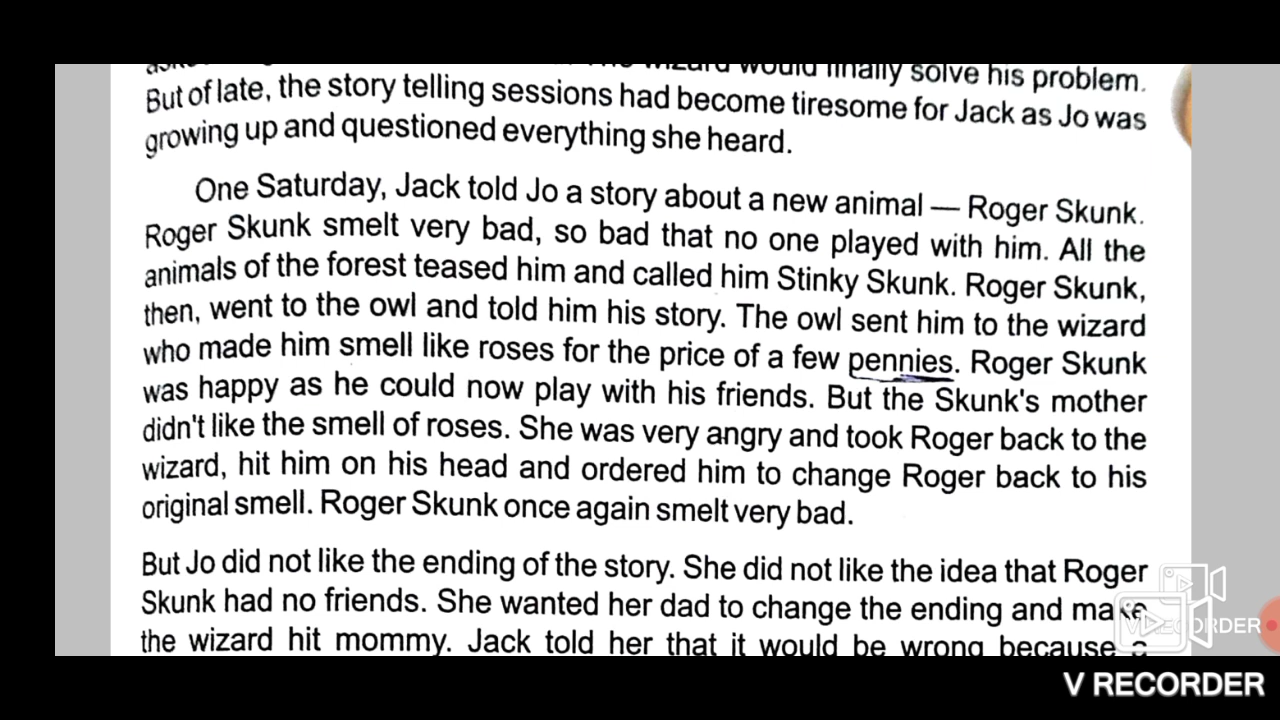 wizard would finally solve his problem.
But of late, the story telling sessions had become tiresome for Jack as Jo was
growing up and questioned everything she heard.
One Saturday, Jack told Jo a story about a new animal — Roger Skunk.
Roger Skunk smelt very bad, so bad that no one played with him. All the
animals of the forest teased him and called him Stinky Skunk. Roger Skunk,
then, went to the owl and told him his story. The owl sent him to the wizard
who made him smell like roses for the price of a few pennies. Roger Skunk
was happy as he could now play with his friends. But the Skunk's mother
didn't like the smell of roses. She was very angry and took Roger back to the
wizard, hit him on his head and ordered him to change Roger back to his
original smell. Roger Skunk once again smelt very bad.
But Jo did not like the ending of the story. She did not like the idea that Roger
Skunk had no friends. She wanted her dad to change the ending and make
the wizard hit mommy. Jack told her that it would be wrong because
V RECORDER
V RECORDER